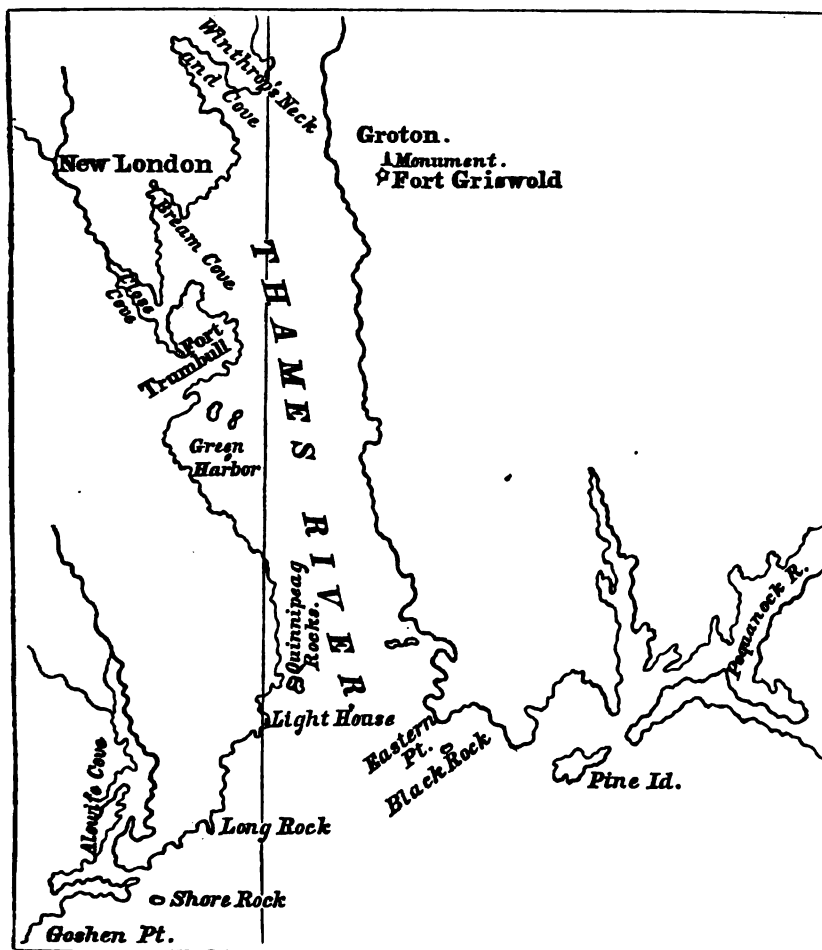 Winthrop's Neck
and Cove
Groton.
Monument.
Fort Griswold
New London
Bream Cove
Close
Cove
Fort
Trumbull
THAMES RIVER
Green
Harbor
Quinnipeag
Rocks.
Poquanock R.
Light House
Eastern
Pt.
Black Rock
Pine Id.
Alewife Cove
Long Rock
Shore Rock
Goshen Pt.